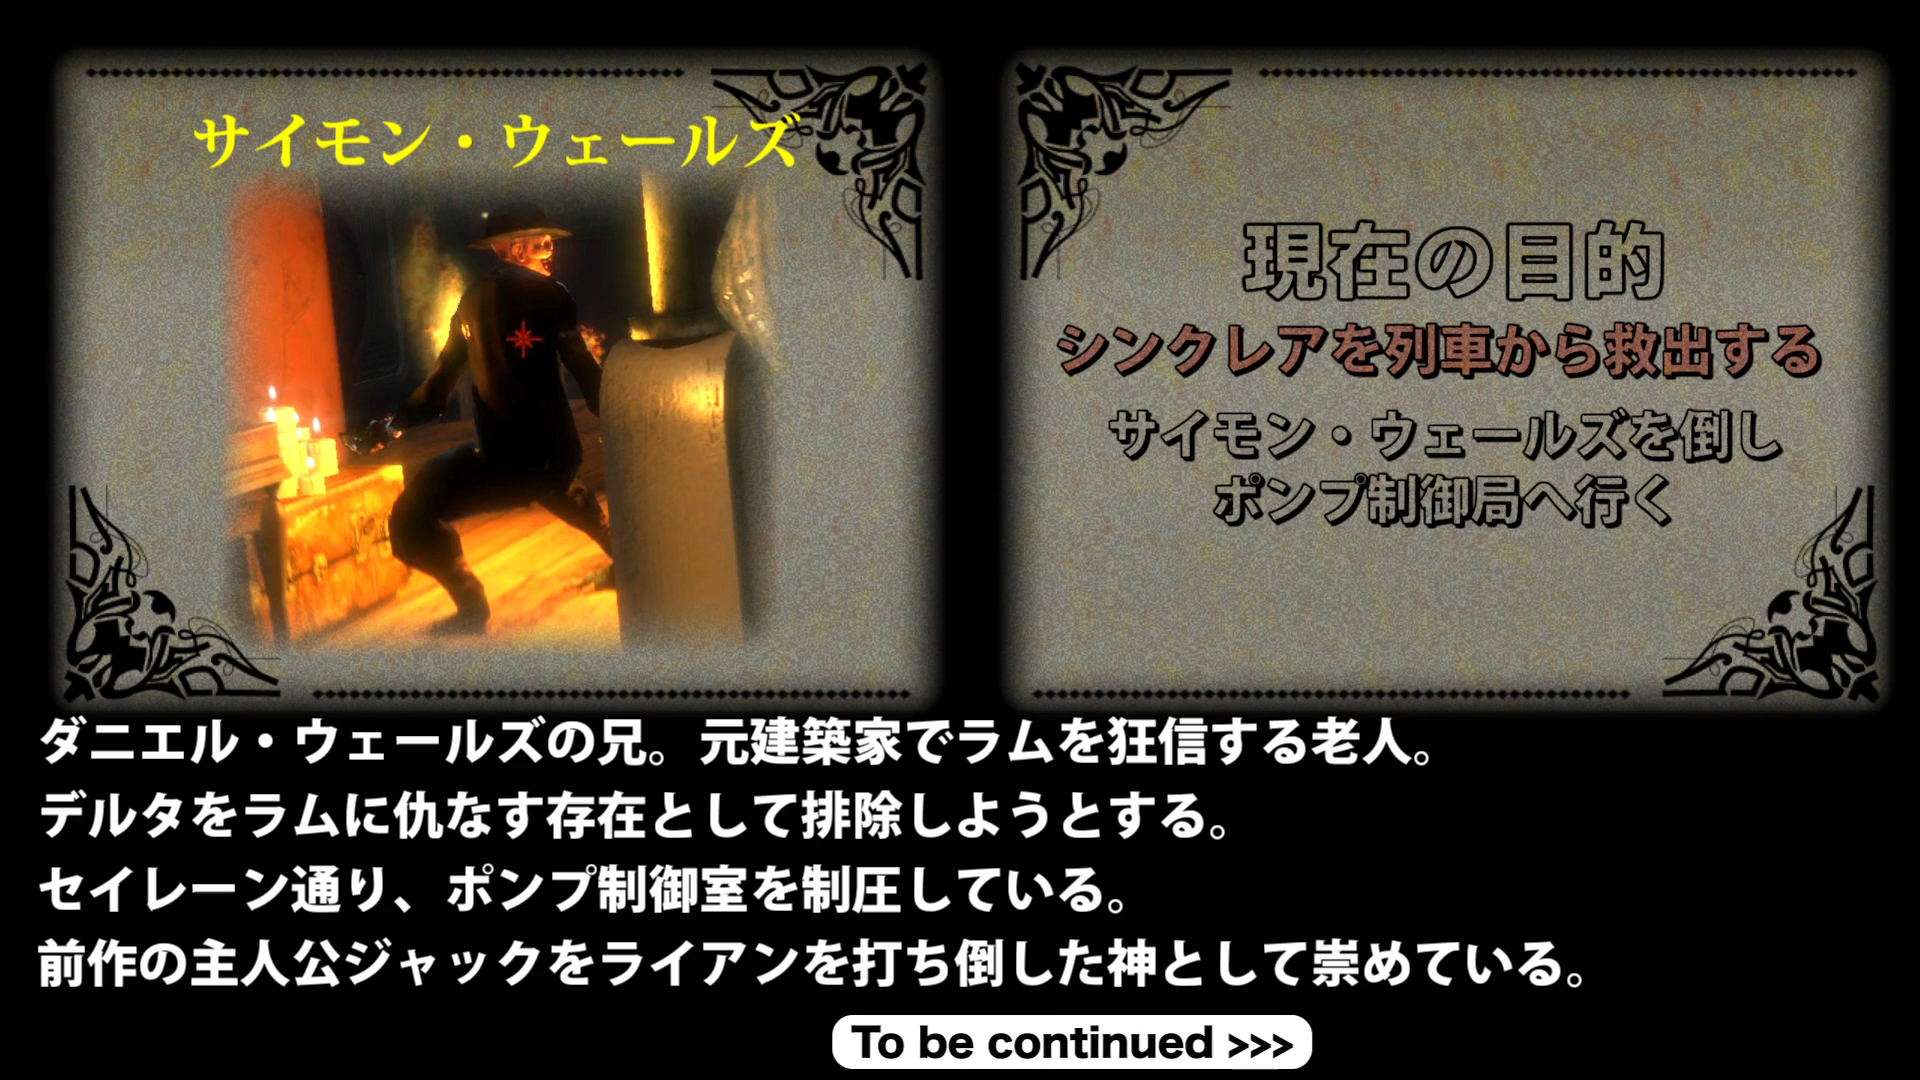 サイモン・ウェールズ
現在の目的
シンクレアを列車から救出する
サイモン・ウェールズを倒し
ポンプ制御局へ行く
ダニエル・ウェールズの兄。元建築家でラムを狂信する老人。
デルタをラムに仇なす存在として排除しようとする。
セイレーン通り、ポンプ制御室を制圧している。
前作の主人公ジャックをライアンを打ち倒した神として崇めている。
To be continued >>>